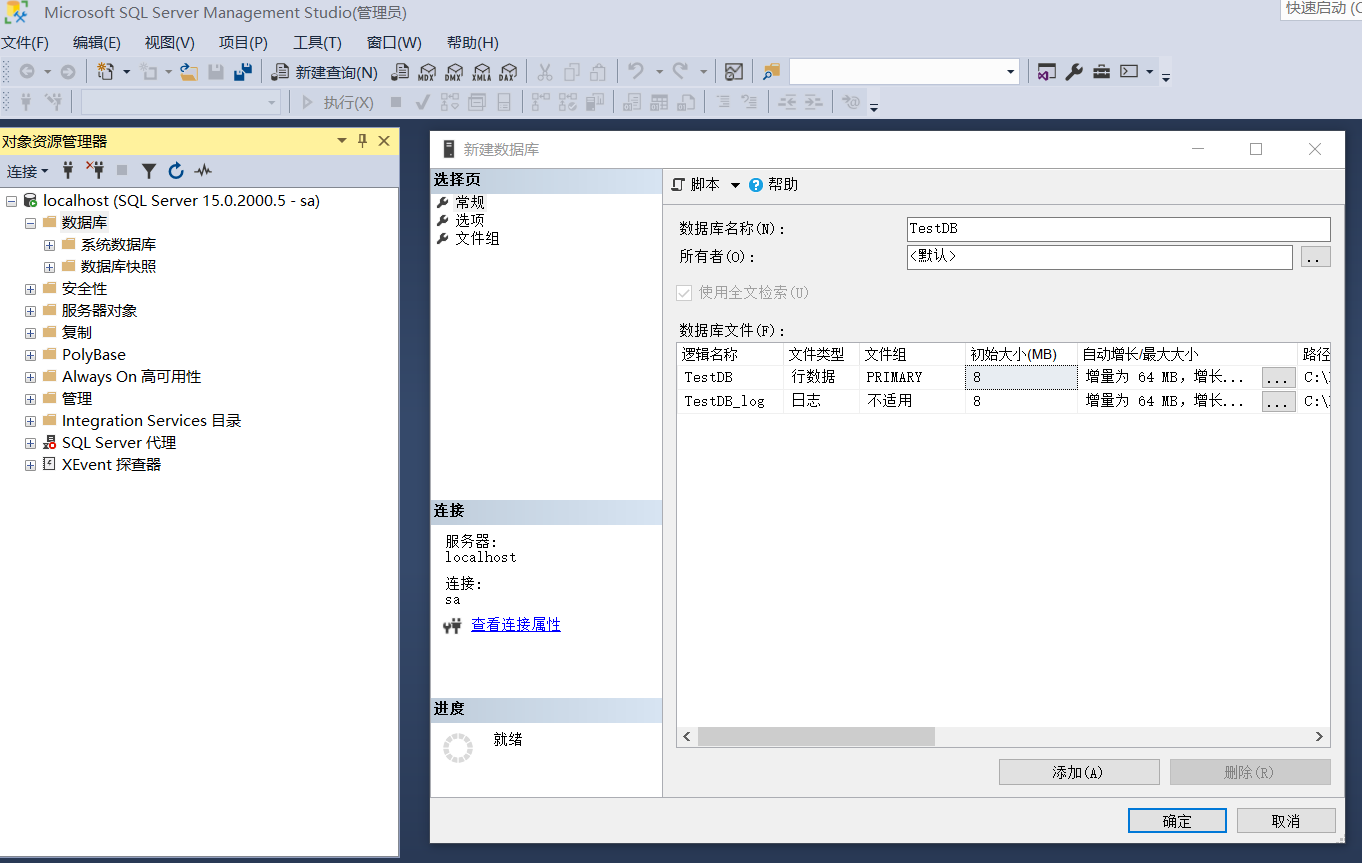 Microsoft SQL Server Management Studio(管理员)
快速启动 (C
文件(F) 编辑(E) 视图(V) 项目(P) 工具(T) 窗口(W) 帮助(H)
新建查询(N) MDX DMX XMLA DAX
执行(X)
对象资源管理器
连接
localhost (SQL Server 15.0.2000.5 - sa)
数据库
系统数据库
数据库快照
安全性
服务器对象
复制
PolyBase
Always On 高可用性
管理
Integration Services 目录
SQL Server 代理
XEvent 探查器
新建数据库
选择页
常规
选项
文件组
连接
服务器:
localhost
连接:
sa
查看连接属性
进度
就绪
脚本 帮助
数据库名称(N): TestDB
所有者(O): <默认> ..
使用全文检索(U)
数据库文件(F):
逻辑名称 文件类型 文件组 初始大小(MB) 自动增长/最大大小 路径
TestDB 行数据 PRIMARY 8 增量为 64 MB，增长... ... C:\
TestDB_log 日志 不适用 8 增量为 64 MB，增长... ... C:\
添加(A) 删除(R)
确定 取消